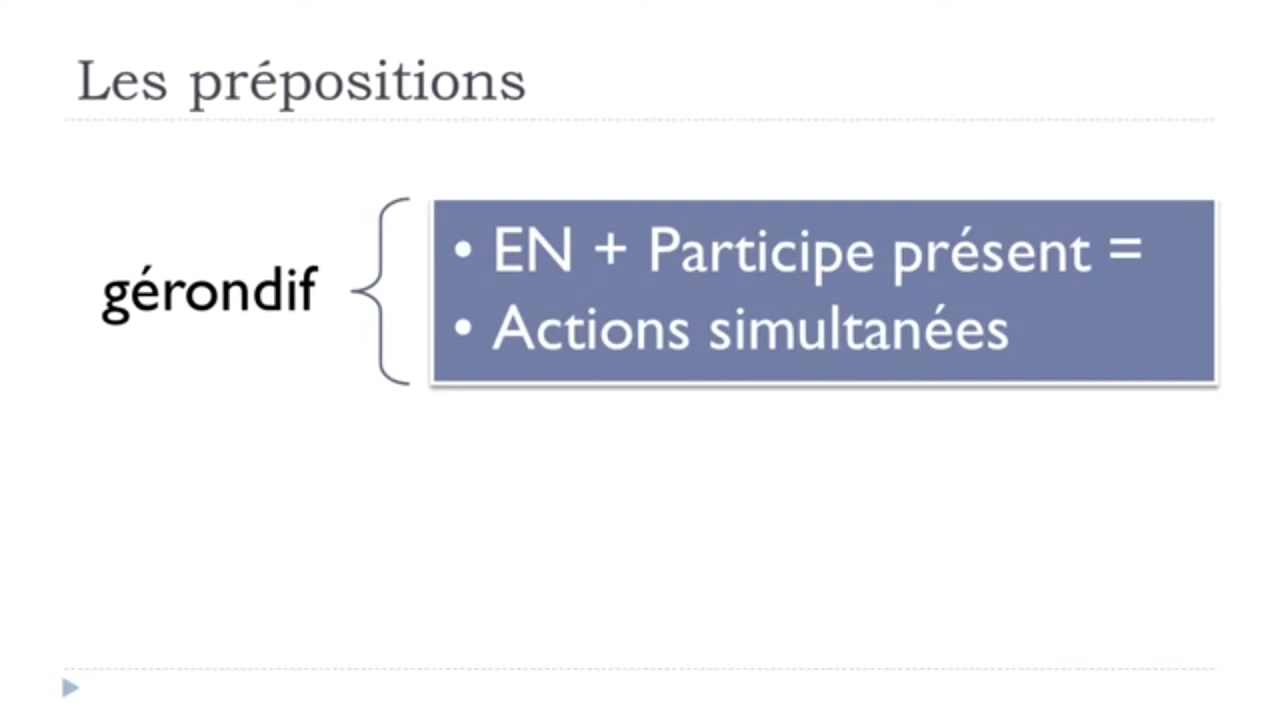 Les prépositions
gérondif
• EN + Participe présent =
• Actions simultanées